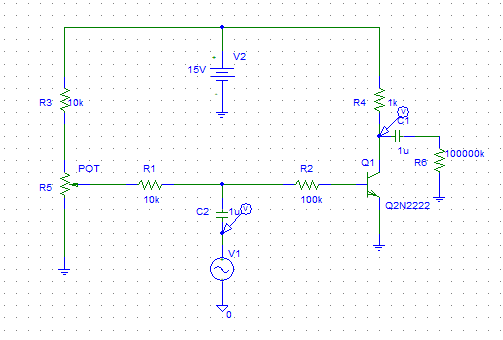 +
V2
15V
-
R3
10k
R4
1k
V
C1
1u
R6
100000k
POT
R5
R1
10k
R2
100k
Q1
Q2N2222
C2
1u
V
V1
0